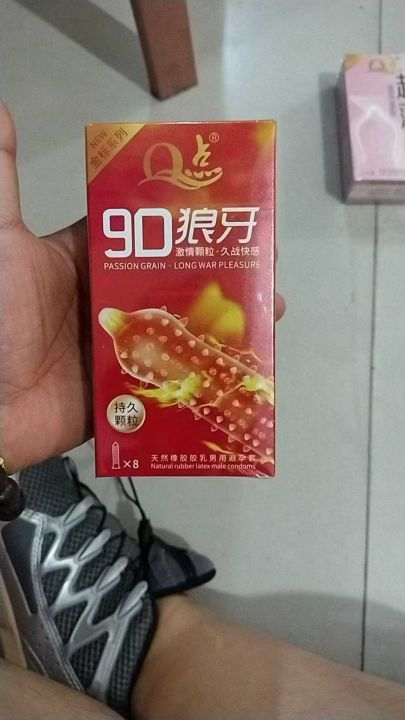 NEW
金标系列
Q点®
9D狼牙
激情颗粒·久战快感
PASSION GRAIN · LONG WAR PLEASURE
持久
颗粒
×8
天然橡胶胶乳男用避孕套
Natural rubber latex male condoms